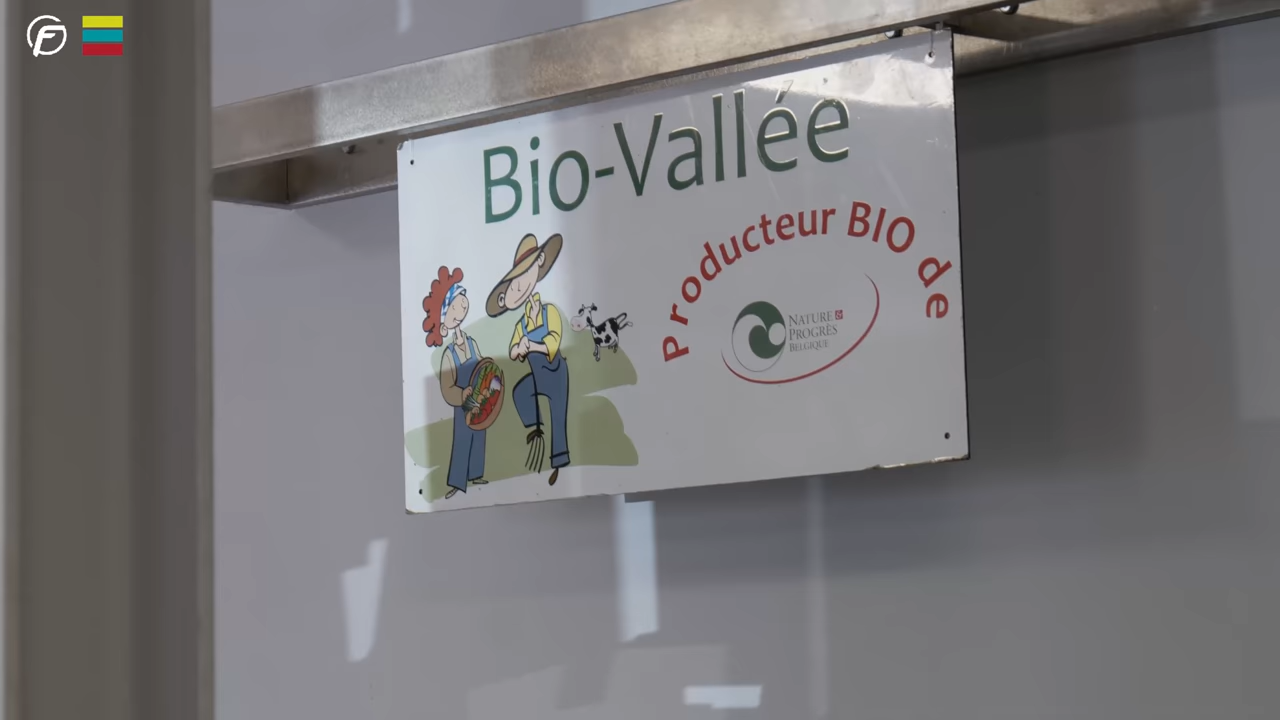 F
Bio-Vallée
Producteur BIO de
NATURE &
PROGRÈS
BELGIQUE